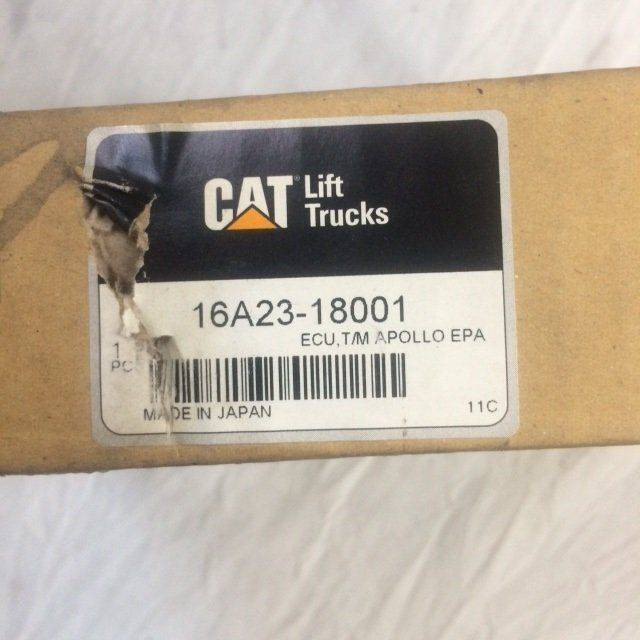 CAT® Lift
Trucks
16A23-18001
ECU,T/M APOLLO EPA
1
PC
MADE IN JAPAN
11C